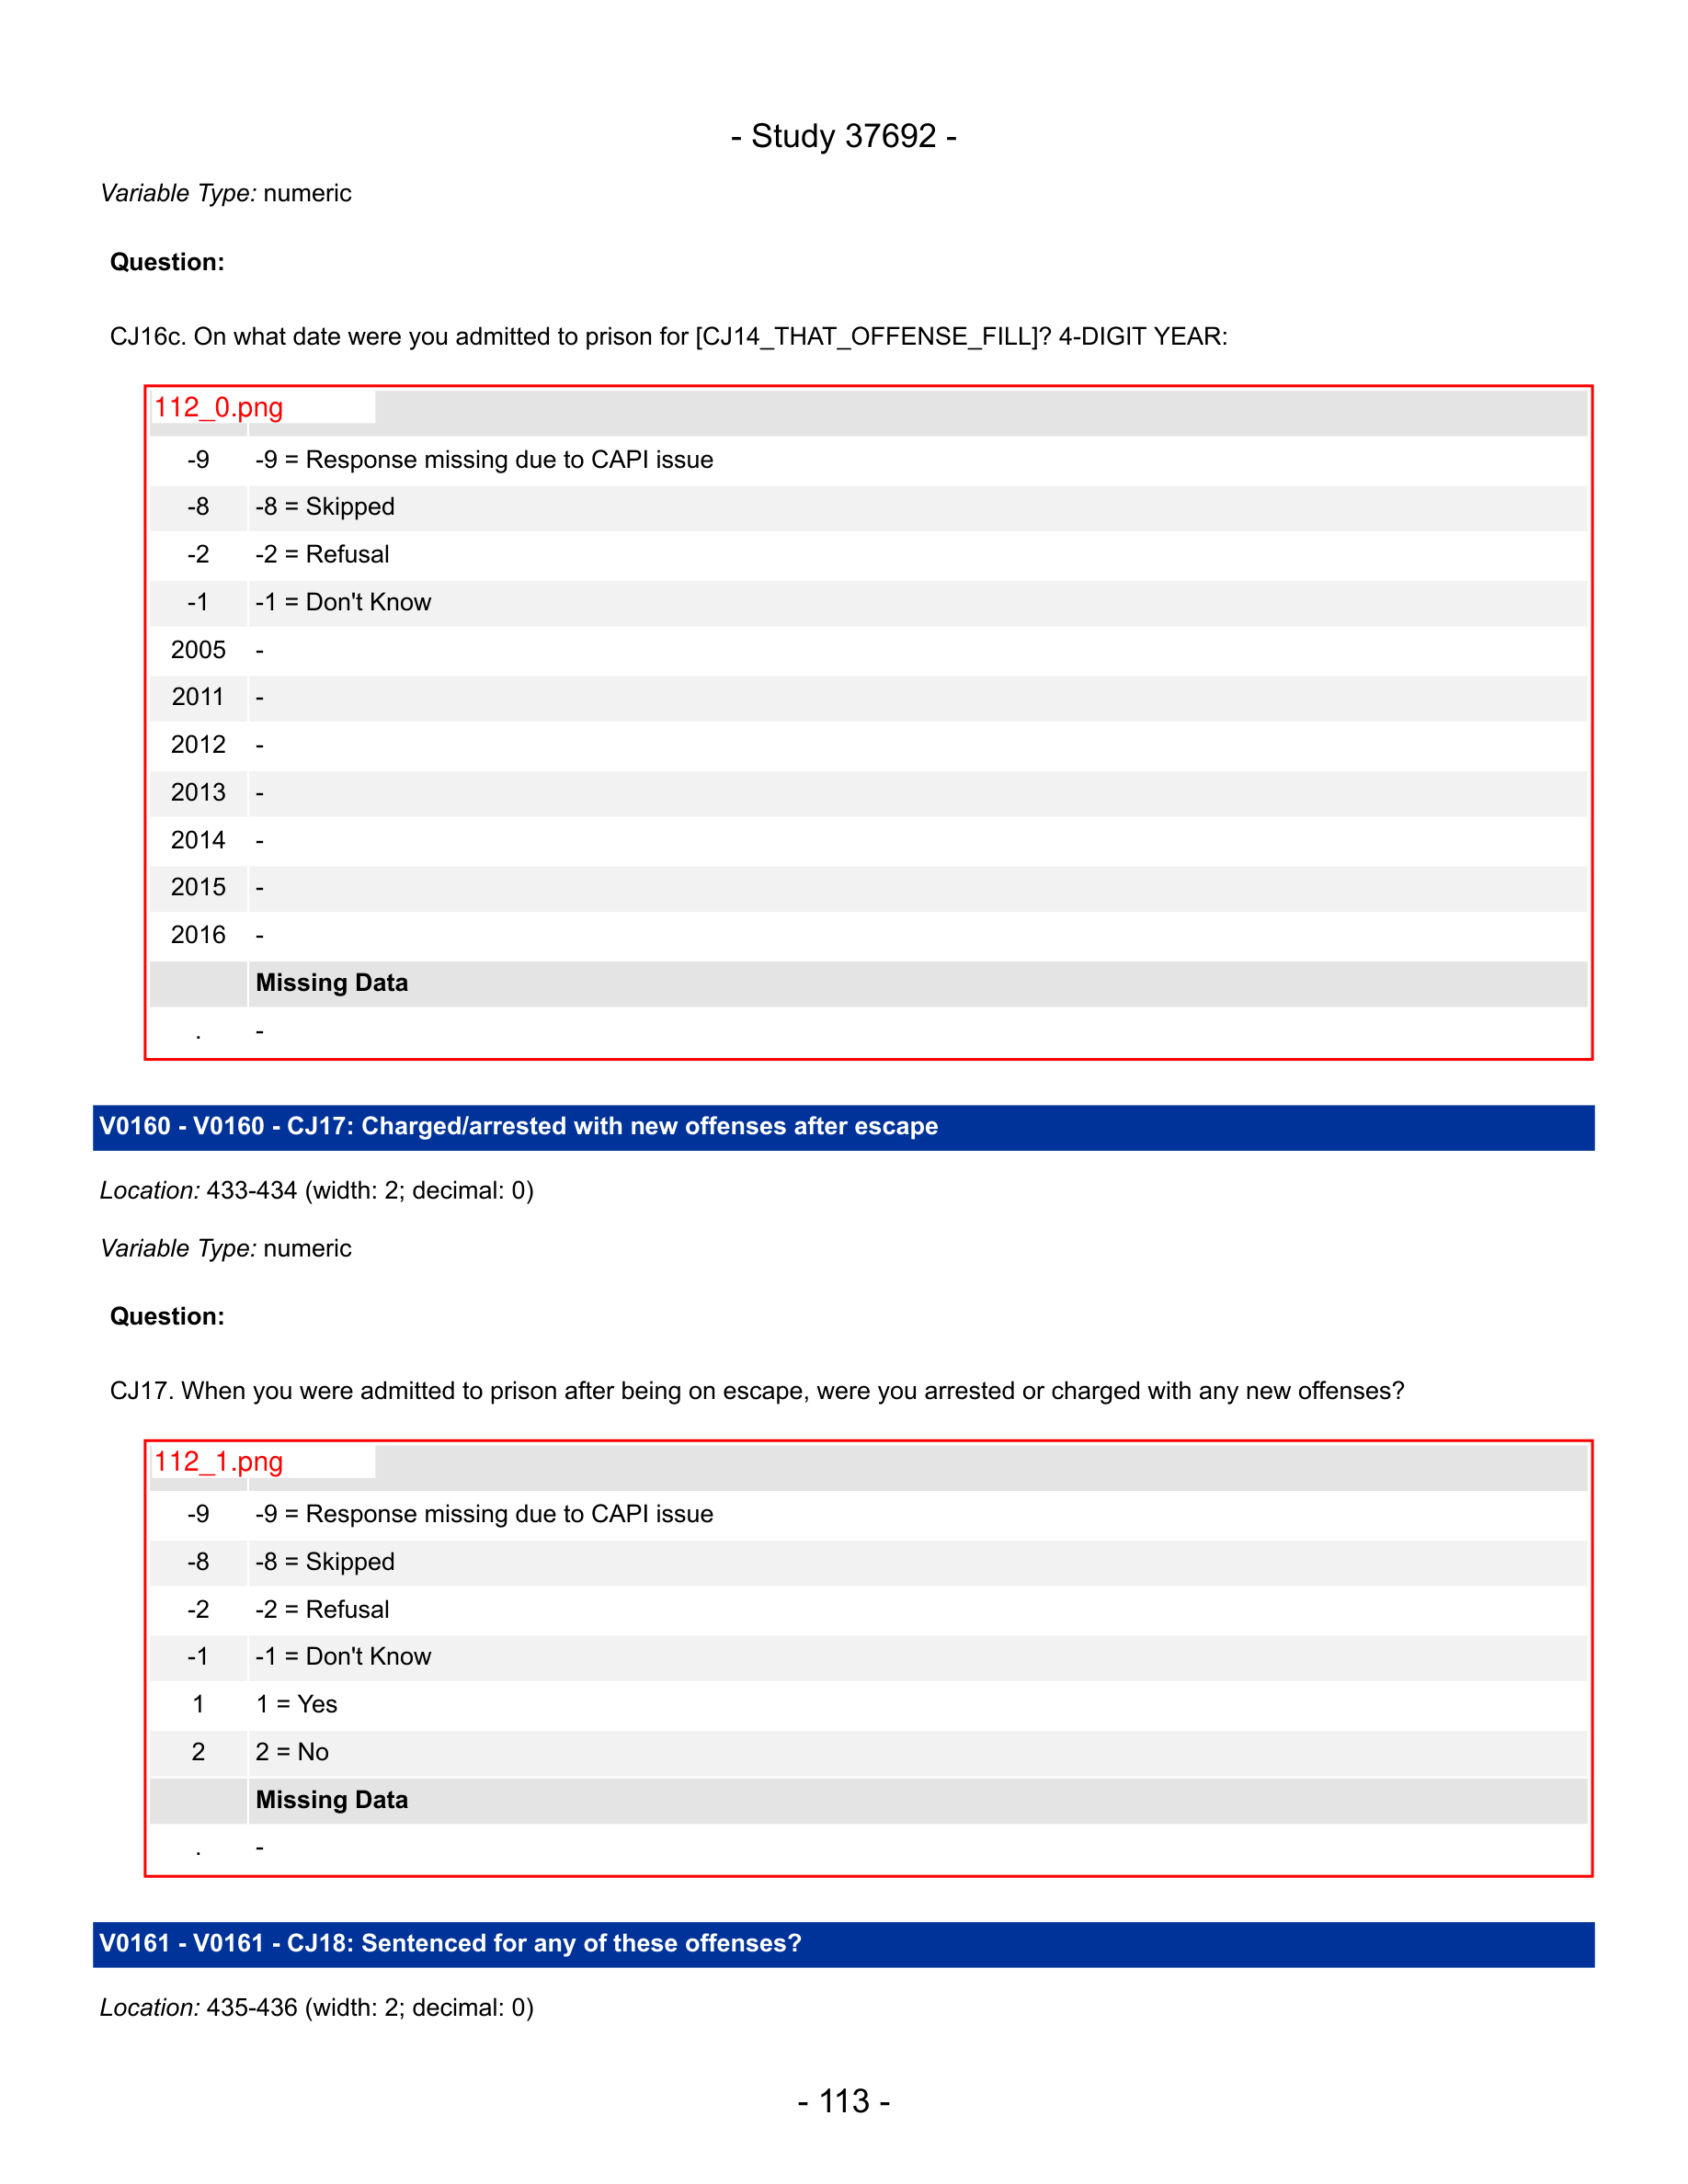 - Study 37692 -
Variable Type: numeric
Question:
CJ16c. On what date were you admitted to prison for [CJ14_THAT_OFFENSE_FILL]? 4-DIGIT YEAR:
112_0.png
-9 -9 = Response missing due to CAPI issue
-8 -8 = Skipped
-2 -2 = Refusal
-1 -1 = Don't Know
2005 -
2011 -
2012 -
2013 -
2014 -
2015 -
2016 -
Missing Data
. -
V0160 - V0160 - CJ17: Charged/arrested with new offenses after escape
Location: 433-434 (width: 2; decimal: 0)
Variable Type: numeric
Question:
CJ17. When you were admitted to prison after being on escape, were you arrested or charged with any new offenses?
112_1.png
-9 -9 = Response missing due to CAPI issue
-8 -8 = Skipped
-2 -2 = Refusal
-1 -1 = Don't Know
1 1 = Yes
2 2 = No
Missing Data
. -
V0161 - V0161 - CJ18: Sentenced for any of these offenses?
Location: 435-436 (width: 2; decimal: 0)
- 113 -